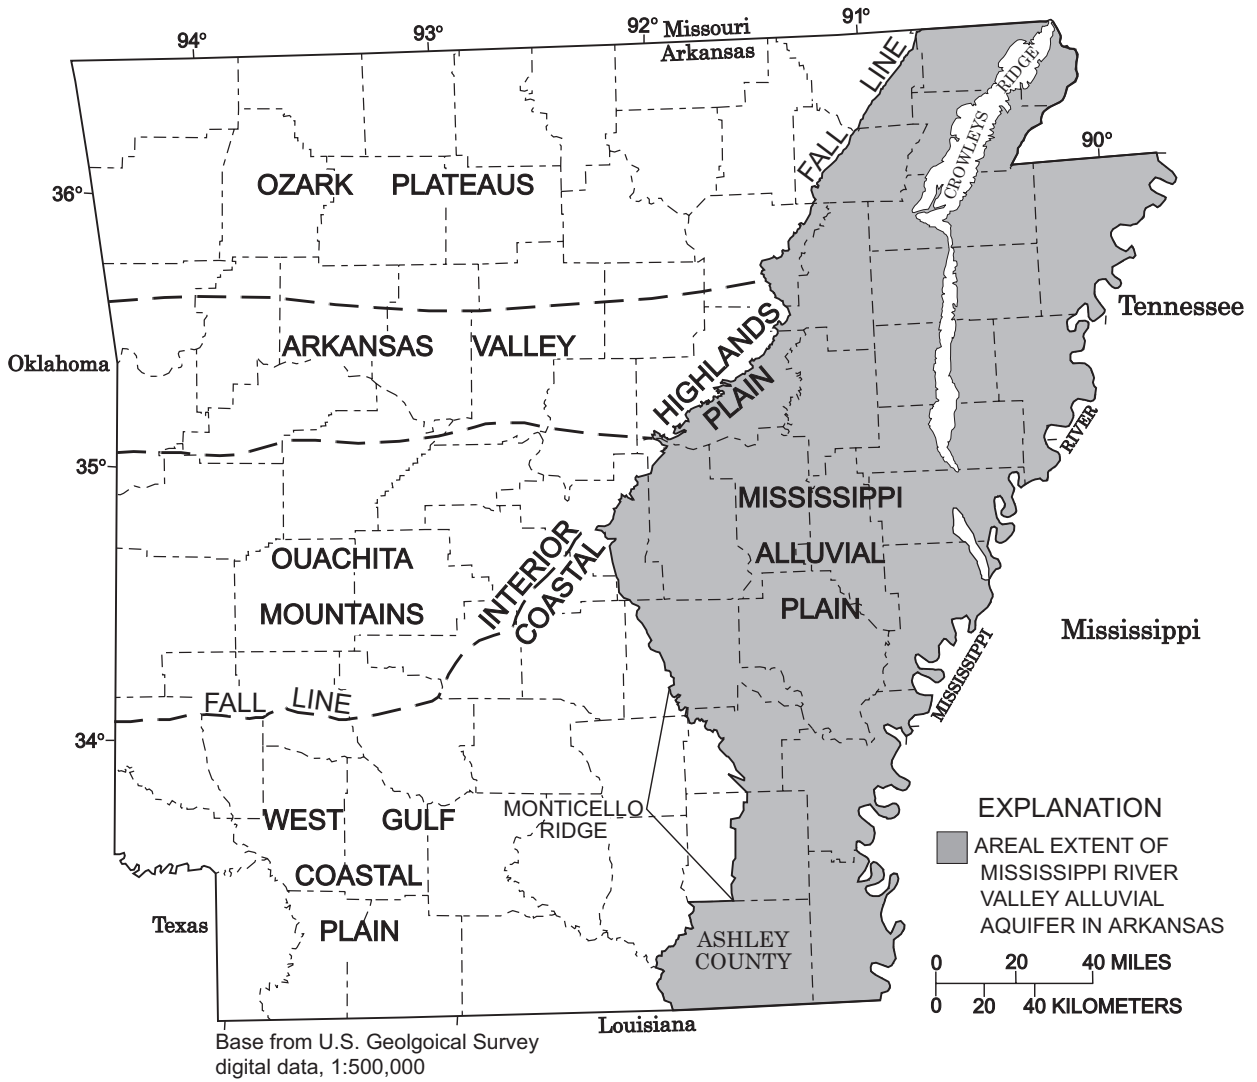 94° 93° 92° 91°
Missouri
Arkansas
90°
36°
35°
34°
FALL LINE
CROWLEYS RIDGE
OZARK PLATEAUS
Tennessee
Oklahoma
ARKANSAS VALLEY
HIGHLANDS
PLAIN
RIVER
MISSISSIPPI
ALLUVIAL
PLAIN
INTERIOR
COASTAL
OUACHITA
MOUNTAINS
Mississippi
MISSISSIPPI
FALL LINE
WEST GULF
COASTAL
PLAIN
MONTICELLO
RIDGE
Texas
ASHLEY
COUNTY
Louisiana
EXPLANATION
AREAL EXTENT OF
MISSISSIPPI RIVER
VALLEY ALLUVIAL
AQUIFER IN ARKANSAS
0 20 40 MILES
0 20 40 KILOMETERS
Base from U.S. Geolgoical Survey
digital data, 1:500,000